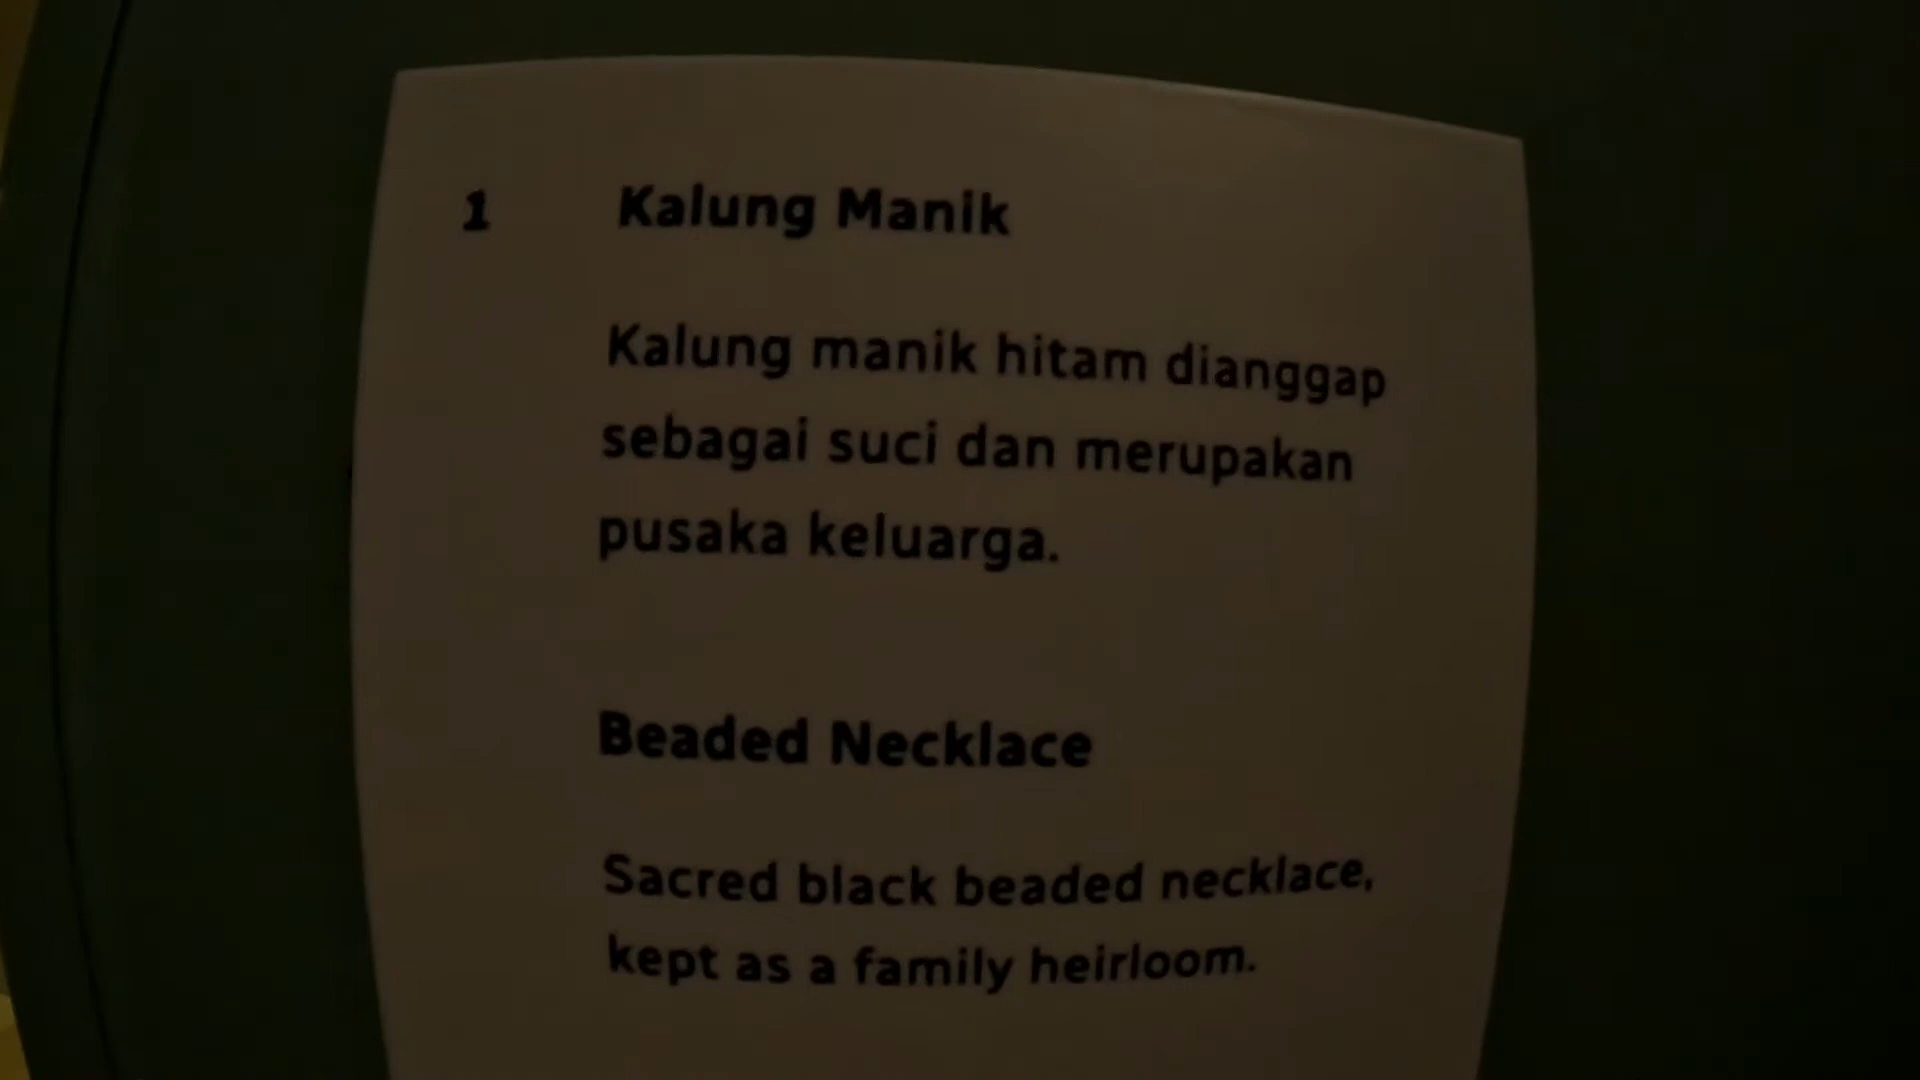 1 Kalung Manik
Kalung manik hitam dianggap
sebagai suci dan merupakan
pusaka keluarga.
Beaded Necklace
Sacred black beaded necklace,
kept as a family heirloom.